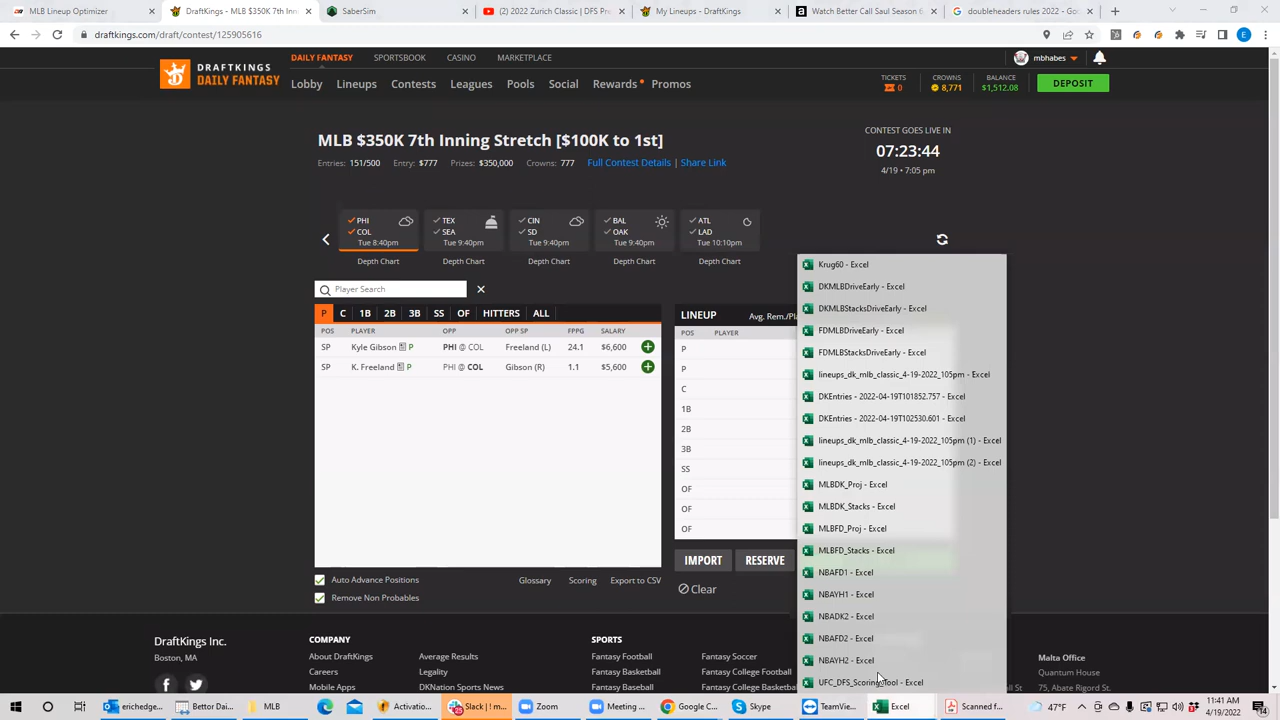 MLB Lineup Optimizer
DraftKings - MLB $350K 7th Inn
SaberSim
(2) 2022 Zurich Classic | DFS Pre
My Lineups - DraftKings
Watch Better Call Saul Season 6
doubleheaders rules 2022 - Go
draftkings.com/draft/contest/125905616
DAILY FANTASY
SPORTSBOOK
CASINO
MARKETPLACE
mbhabes
DRAFTKINGS
DAILY FANTASY
Lobby
Lineups
Contests
Leagues
Pools
Social
Rewards
Promos
TICKETS
0
CROWNS
8,771
BALANCE
$1,512.08
DEPOSIT
MLB $350K 7th Inning Stretch [$100K to 1st]
Entries: 151/500 Entry: $777 Prizes: $350,000 Crowns: 777 Full Contest Details | Share Link
CONTEST GOES LIVE IN
07:23:44
4/19 • 7:05 pm
PHI
COL
Tue 8:40pm
Depth Chart
TEX
SEA
Tue 9:40pm
Depth Chart
CIN
SD
Tue 9:40pm
Depth Chart
BAL
OAK
Tue 9:40pm
Depth Chart
ATL
LAD
Tue 10:10pm
Depth Chart
Player Search
P C 1B 2B 3B SS OF HITTERS ALL
POS PLAYER OPP OPP SP FPPG SALARY
SP Kyle Gibson P PHI @ COL Freeland (L) 24.1 $6,600
SP K. Freeland P PHI @ COL Gibson (R) 1.1 $5,600
LINEUP Avg. Rem./Pla
POS PLAYER
P
P
C
1B
2B
3B
SS
OF
OF
OF
IMPORT
RESERVE
Clear
Auto Advance Positions
Remove Non Probables
Glossary
Scoring
Export to CSV
Krug60 - Excel
DKMLBDriveEarly - Excel
DKMLBStacksDriveEarly - Excel
FDMLBDriveEarly - Excel
FDMLBStacksDriveEarly - Excel
lineups_dk_mlb_classic_4-19-2022_105pm - Excel
DKEntries - 2022-04-19T101852.757 - Excel
DKEntries - 2022-04-19T102530.601 - Excel
lineups_dk_mlb_classic_4-19-2022_105pm (1) - Excel
lineups_dk_mlb_classic_4-19-2022_105pm (2) - Excel
MLBDK_Proj - Excel
MLBDK_Stacks - Excel
MLBFD_Proj - Excel
MLBFD_Stacks - Excel
NBAFD1 - Excel
NBAYH1 - Excel
NBADK2 - Excel
NBAFD2 - Excel
NBAYH2 - Excel
UFC_DFS_Scoring Tool - Excel
DraftKings Inc.
Boston, MA
COMPANY
About DraftKings
Careers
Mobile Apps
Average Results
Legality
DKNation Sports News
SPORTS
Fantasy Football
Fantasy Basketball
Fantasy Baseball
Fantasy Soccer
Fantasy College Football
Fantasy College Basketba
Malta Office
Quantum House
75, Abate Rigord St.
erichedge...
Bettor Dai...
MLB
Activation...
Slack | ! m...
Zoom
Meeting ...
Google C...
Skype
TeamVie...
Excel
Scanned f...
47°F
11:41 AM
4/19/2022